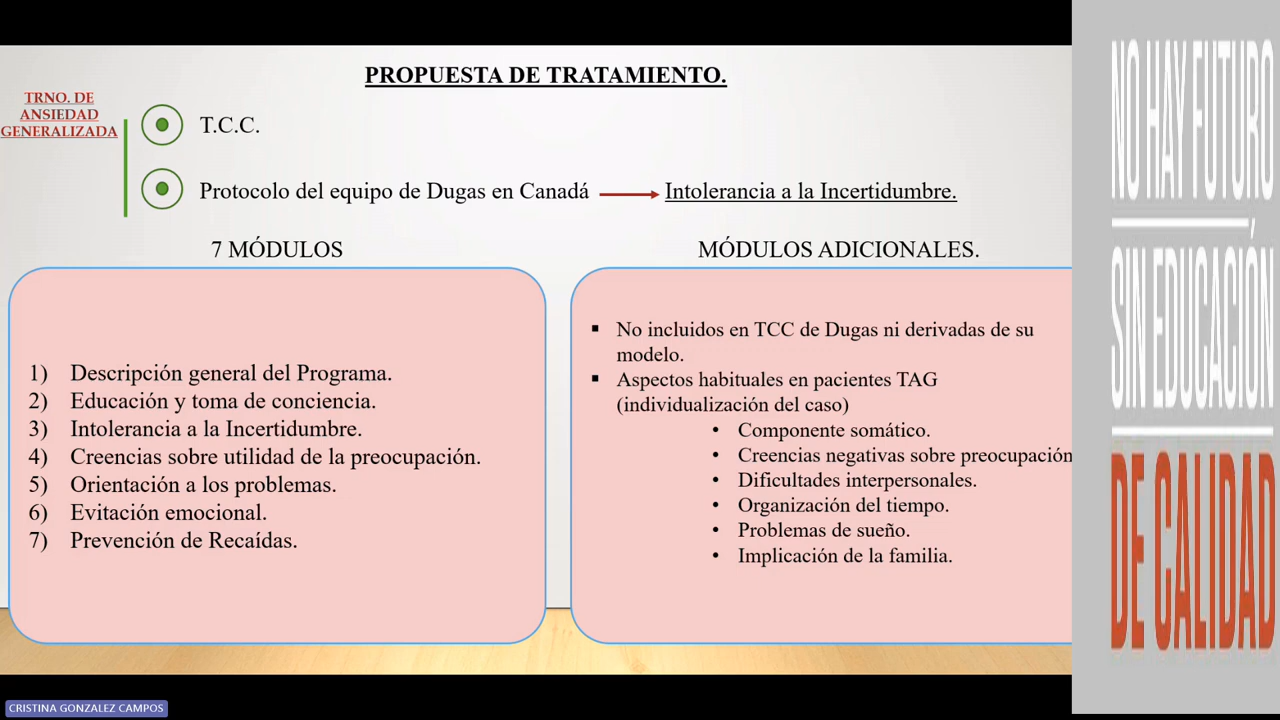 PROPUESTA DE TRATAMIENTO.
TRNO. DE
ANSIEDAD
GENERALIZADA
T.C.C.
Protocolo del equipo de Dugas en Canadá
Intolerancia a la Incertidumbre.
7 MÓDULOS
1) Descripción general del Programa.
2) Educación y toma de conciencia.
3) Intolerancia a la Incertidumbre.
4) Creencias sobre utilidad de la preocupación.
5) Orientación a los problemas.
6) Evitación emocional.
7) Prevención de Recaídas.
MÓDULOS ADICIONALES.
▪ No incluidos en TCC de Dugas ni derivadas de su
modelo.
▪ Aspectos habituales en pacientes TAG
(individualización del caso)
• Componente somático.
• Creencias negativas sobre preocupación
• Dificultades interpersonales.
• Organización del tiempo.
• Problemas de sueño.
• Implicación de la familia.
NO HAY FUTURO
SIN EDUCACIÓN
DE CALIDAD
CRISTINA GONZALEZ CAMPOS